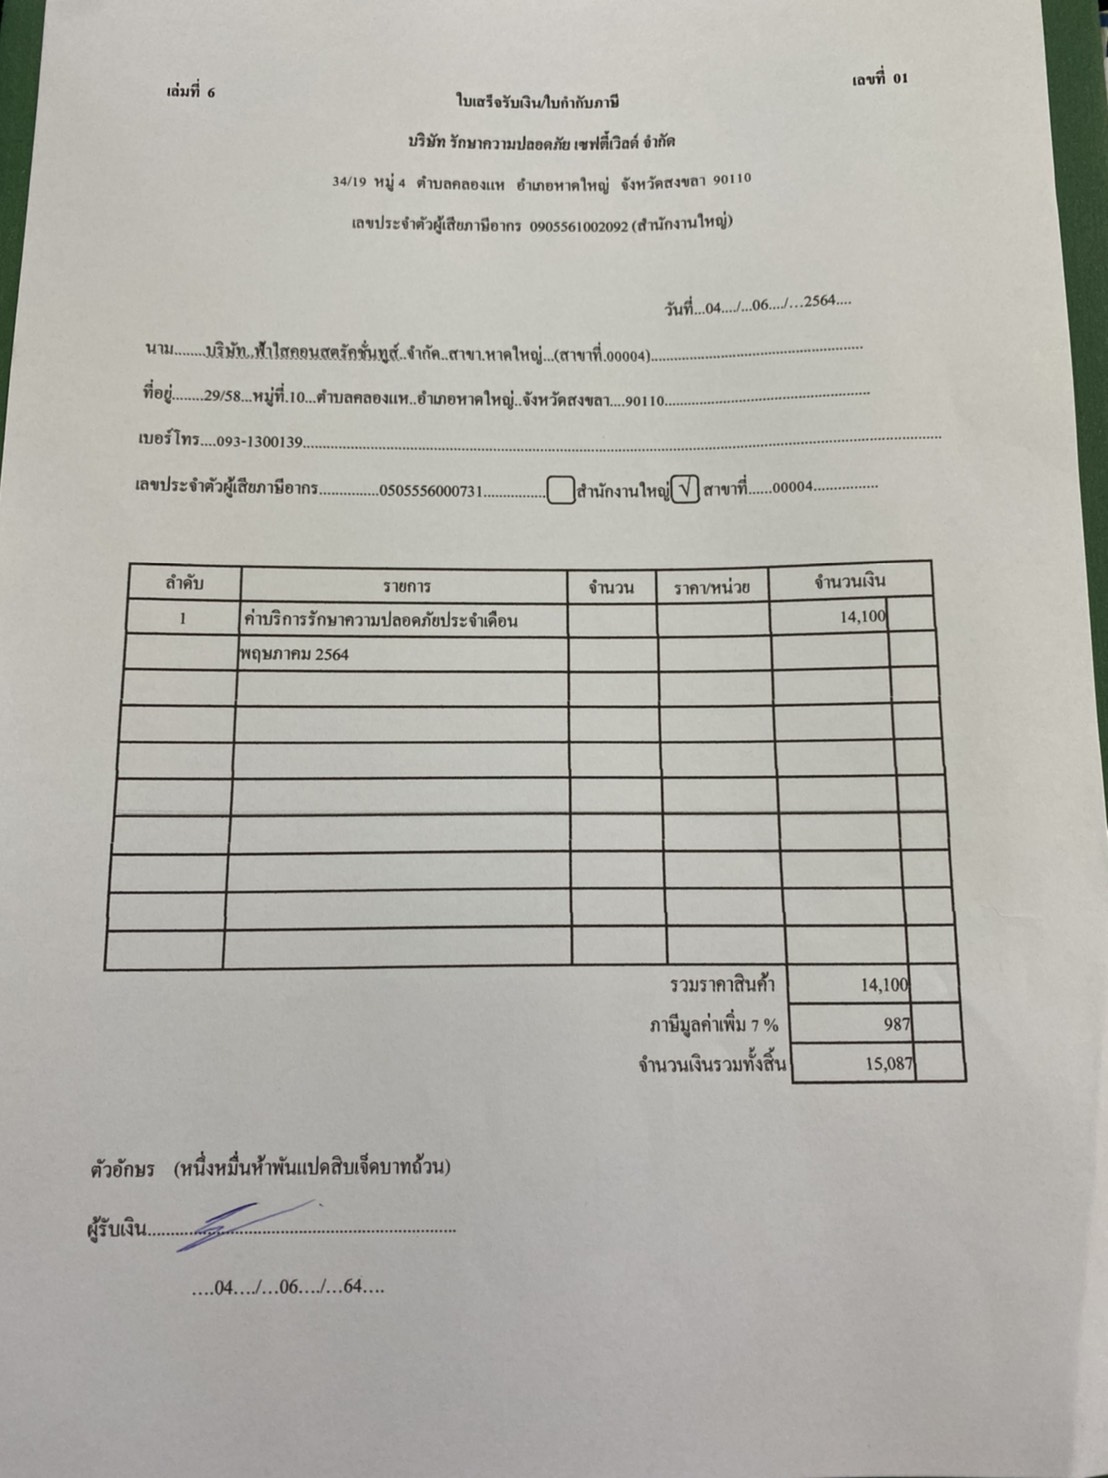 เล่มที่ 6
เลขที่ 01
ใบเสร็จรับเงิน/ใบกำกับภาษี
บริษัท รักษาความปลอดภัย เซฟตี้เวิลด์ จำกัด
34/19 หมู่ 4 ตำบลคลองแห อำเภอหาดใหญ่ จังหวัดสงขลา 90110
เลขประจำตัวผู้เสียภาษีอากร 0905561002092 (สำนักงานใหญ่)
วันที่...04..../...06..../...2564....
นาม........บริษัท..ฟ้าใสคอนสตรัคชั่นทูลส์..จำกัด..สาขา.หาดใหญ่...(สาขาที่.00004)..........
ที่อยู่........29/58...หมู่ที่.10...ตำบลคลองแห..อำเภอหาดใหญ่..จังหวัดสงขลา....90110..........
เบอร์โทร....093-1300139..........
เลขประจำตัวผู้เสียภาษีอากร..............0505556000731............... สำนักงานใหญ่ √ สาขาที่......00004...............
ลำดับ รายการ จำนวน ราคา/หน่วย จำนวนเงิน
1 ค่าบริการรักษาความปลอดภัยประจำเดือน 14,100
พฤษภาคม 2564
รวมราคาสินค้า 14,100
ภาษีมูลค่าเพิ่ม 7 % 987
จำนวนเงินรวมทั้งสิ้น 15,087
ตัวอักษร (หนึ่งหมื่นห้าพันแปดสิบเจ็ดบาทถ้วน)
ผู้รับเงิน..........
....04..../...06..../...64....